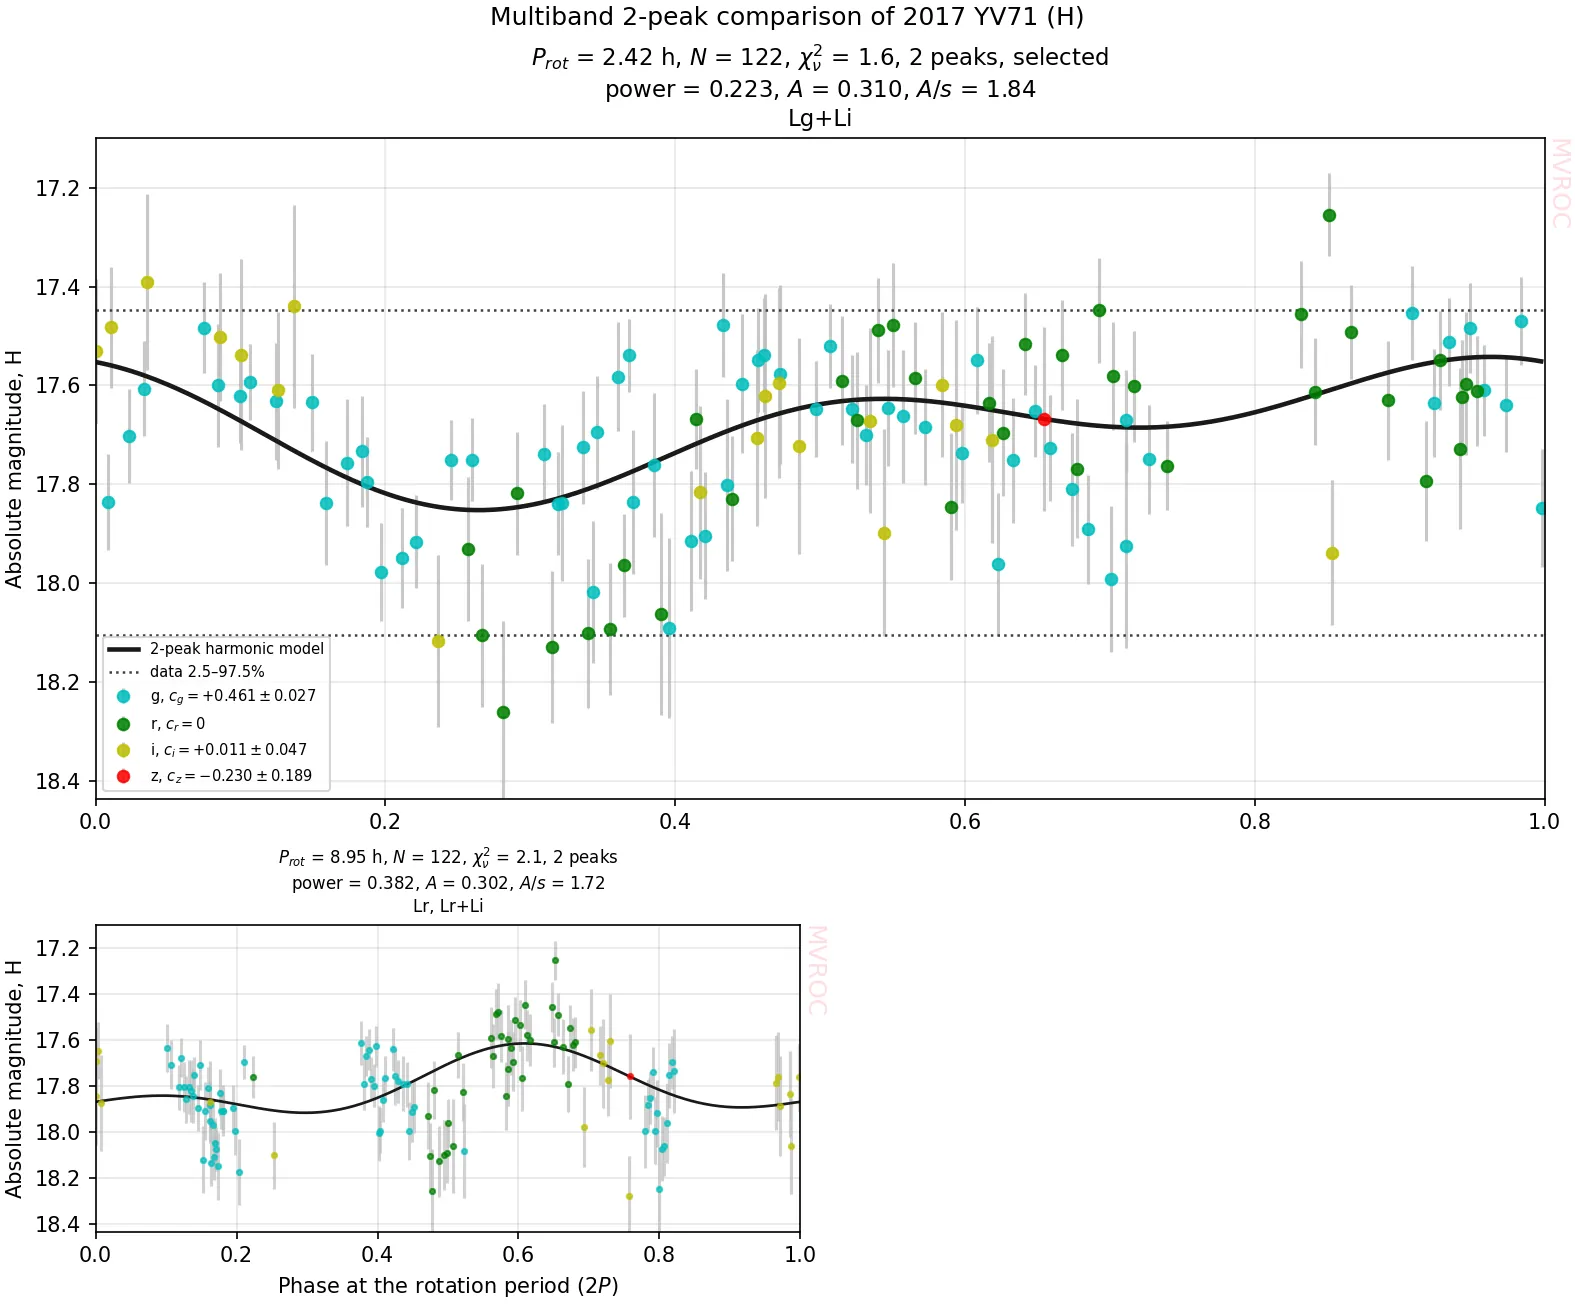 Multiband 2-peak comparison of 2017 YV71 (H)
P_rot = 2.42 h, N = 122, χ²_ν = 1.6, 2 peaks, selected
power = 0.223, A = 0.310, A/s = 1.84
Lg+Li
MVROC
Absolute magnitude, H
17.2
17.4
17.6
17.8
18.0
18.2
18.4
2-peak harmonic model
data 2.5–97.5%
g, c_g = +0.461 ± 0.027
r, c_r = 0
i, c_i = +0.011 ± 0.047
z, c_z = −0.230 ± 0.189
0.0 0.2 0.4 0.6 0.8 1.0
P_rot = 8.95 h, N = 122, χ²_ν = 2.1, 2 peaks
power = 0.382, A = 0.302, A/s = 1.72
Lr, Lr+Li
MVROC
Absolute magnitude, H
17.2
17.4
17.6
17.8
18.0
18.2
18.4
0.0 0.2 0.4 0.6 0.8 1.0
Phase at the rotation period (2P)